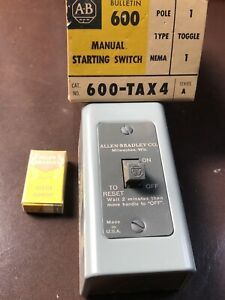 A-B
BULLETIN
600
MANUAL
STARTING SWITCH
POLE 1
TYPE TOGGLE
NEMA 1
CAT. NO. 600-TAX4 SERIES A
ALLEN-BRADLEY CO.
Milwaukee, Wis.
ON
OFF
TO
RESET
Wait 2 minutes then
move handle to "OFF".
Made
in
U.S.A.